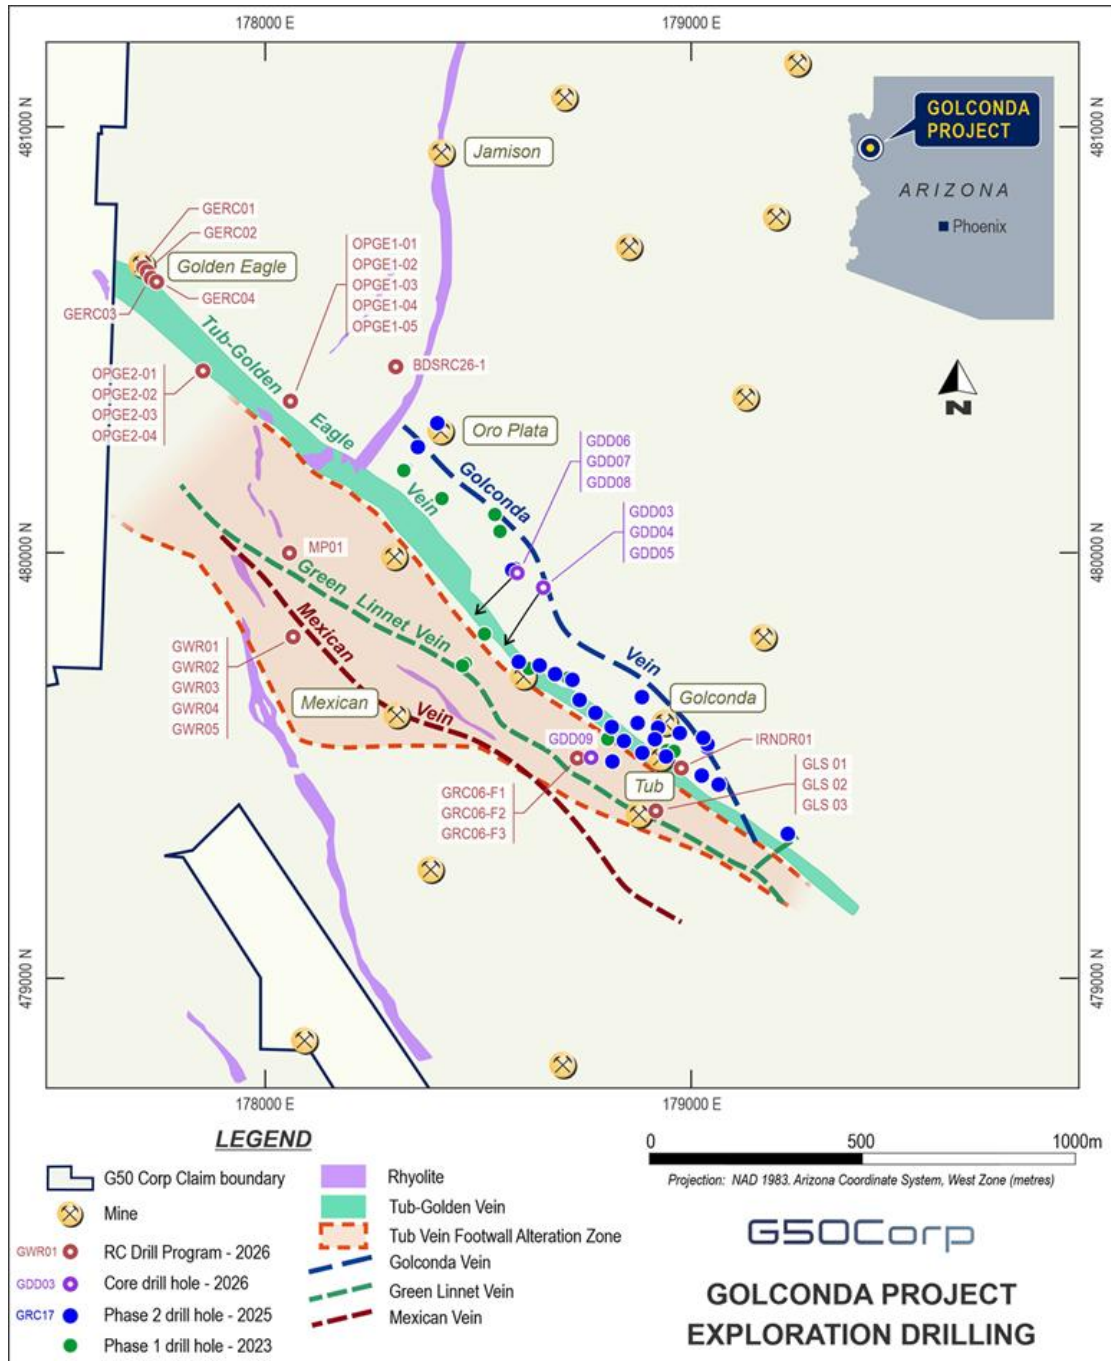 178000 E
179000 E
481000 N
481000 N
GOLCONDA
PROJECT
ARIZONA
Phoenix
Jamison
GERC01
GERC02
Golden Eagle
GERC03
GERC04
OPGE1-01
OPGE1-02
OPGE1-03
OPGE1-04
OPGE1-05
Tub-Golden
Eagle
Vein
BDSRC26-1
OPGE2-01
OPGE2-02
OPGE2-03
OPGE2-04
N
Oro Plata
Golconda
Vein
GDD06
GDD07
GDD08
GDD03
GDD04
GDD05
480000 N
480000 N
MP01
Green Linnet Vein
Mexican
Vein
GWR01
GWR02
GWR03
GWR04
GWR05
Mexican
Golconda
GDD09
IRNDR01
Tub
GLS 01
GLS 02
GLS 03
GRC06-F1
GRC06-F2
GRC06-F3
479000 N
479000 N
178000 E
179000 E
LEGEND
G50 Corp Claim boundary
Mine
GWR01 RC Drill Program - 2026
GDD03 Core drill hole - 2026
GRC17 Phase 2 drill hole - 2025
Phase 1 drill hole - 2023
Rhyolite
Tub-Golden Vein
Tub Vein Footwall Alteration Zone
Golconda Vein
Green Linnet Vein
Mexican Vein
0 500 1000m
Projection: NAD 1983. Arizona Coordinate System, West Zone (metres)
G50Corp
GOLCONDA PROJECT
EXPLORATION DRILLING